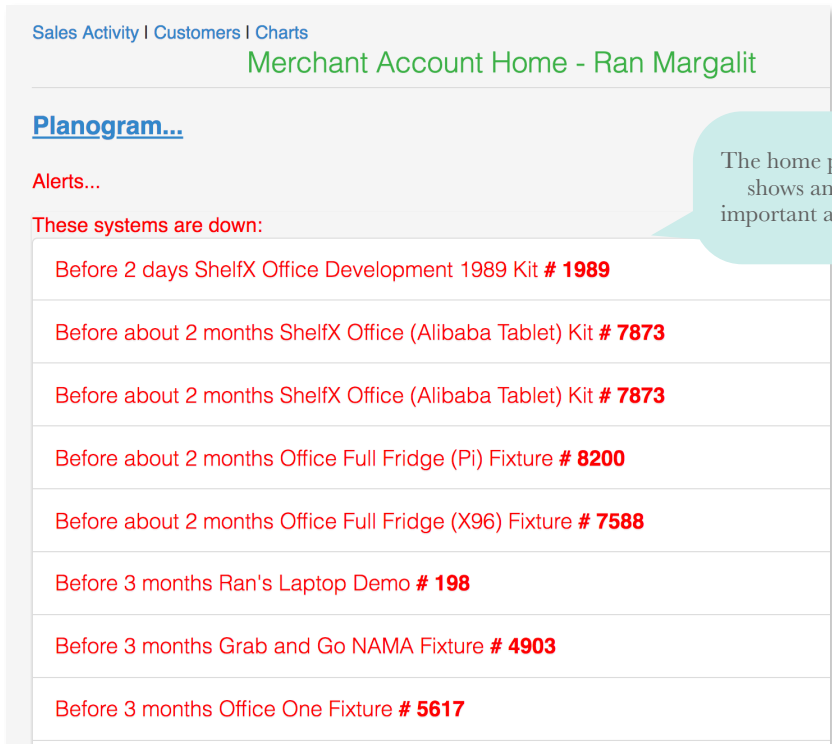 Sales Activity | Customers | Charts
Merchant Account Home - Ran Margalit
Planogram...
Alerts...
The home
shows an
important a
These systems are down:
Before 2 days ShelfX Office Development 1989 Kit # 1989
Before about 2 months ShelfX Office (Alibaba Tablet) Kit # 7873
Before about 2 months ShelfX Office (Alibaba Tablet) Kit # 7873
Before about 2 months Office Full Fridge (Pi) Fixture # 8200
Before about 2 months Office Full Fridge (X96) Fixture # 7588
Before 3 months Ran's Laptop Demo # 198
Before 3 months Grab and Go NAMA Fixture # 4903
Before 3 months Office One Fixture # 5617